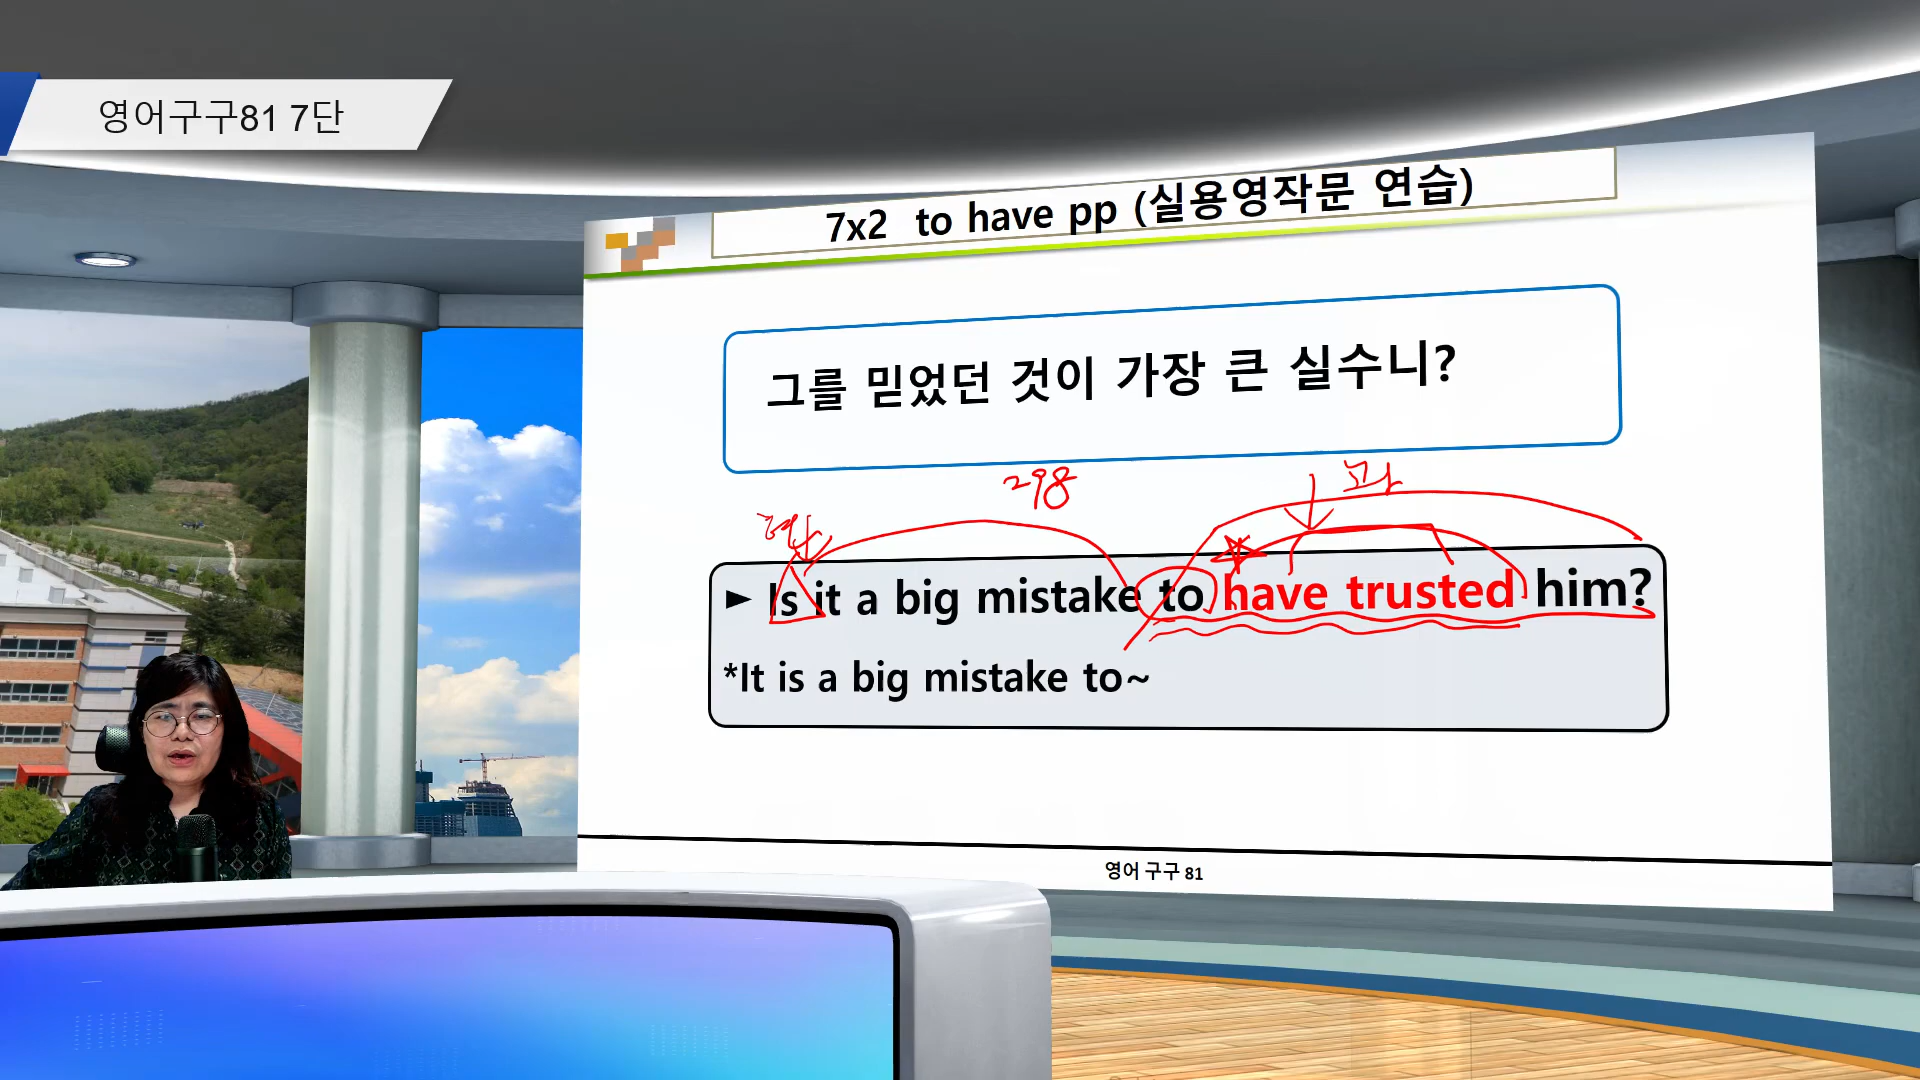 영어구구81 7단
7x2 to have pp (실용영작문 연습)
그를 믿었던 것이 가장 큰 실수니?
298
과
현
► Is it a big mistake to have trusted him?
*It is a big mistake to~
영어 구구 81